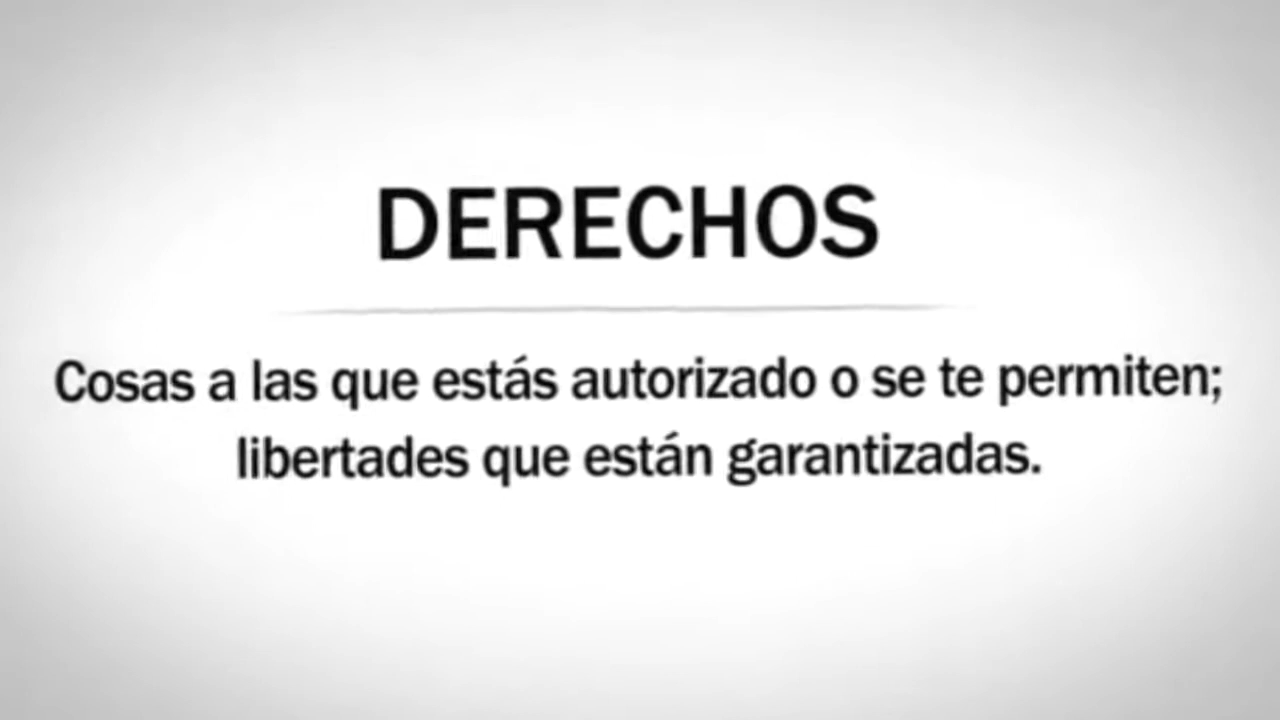 DERECHOS
Cosas a las que estás autorizado o se te permiten;
libertades que están garantizadas.